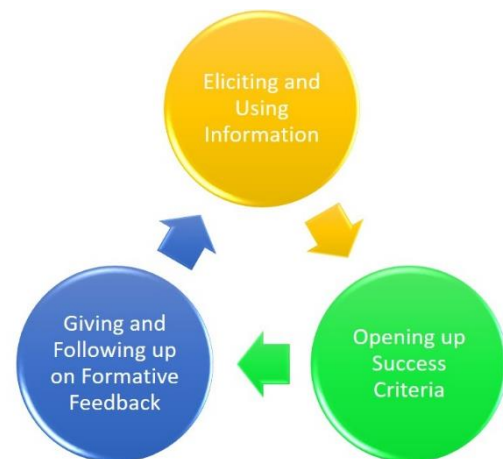 Eliciting and
Using
Information
Opening up
Success
Criteria
Giving and
Following up
on Formative
Feedback